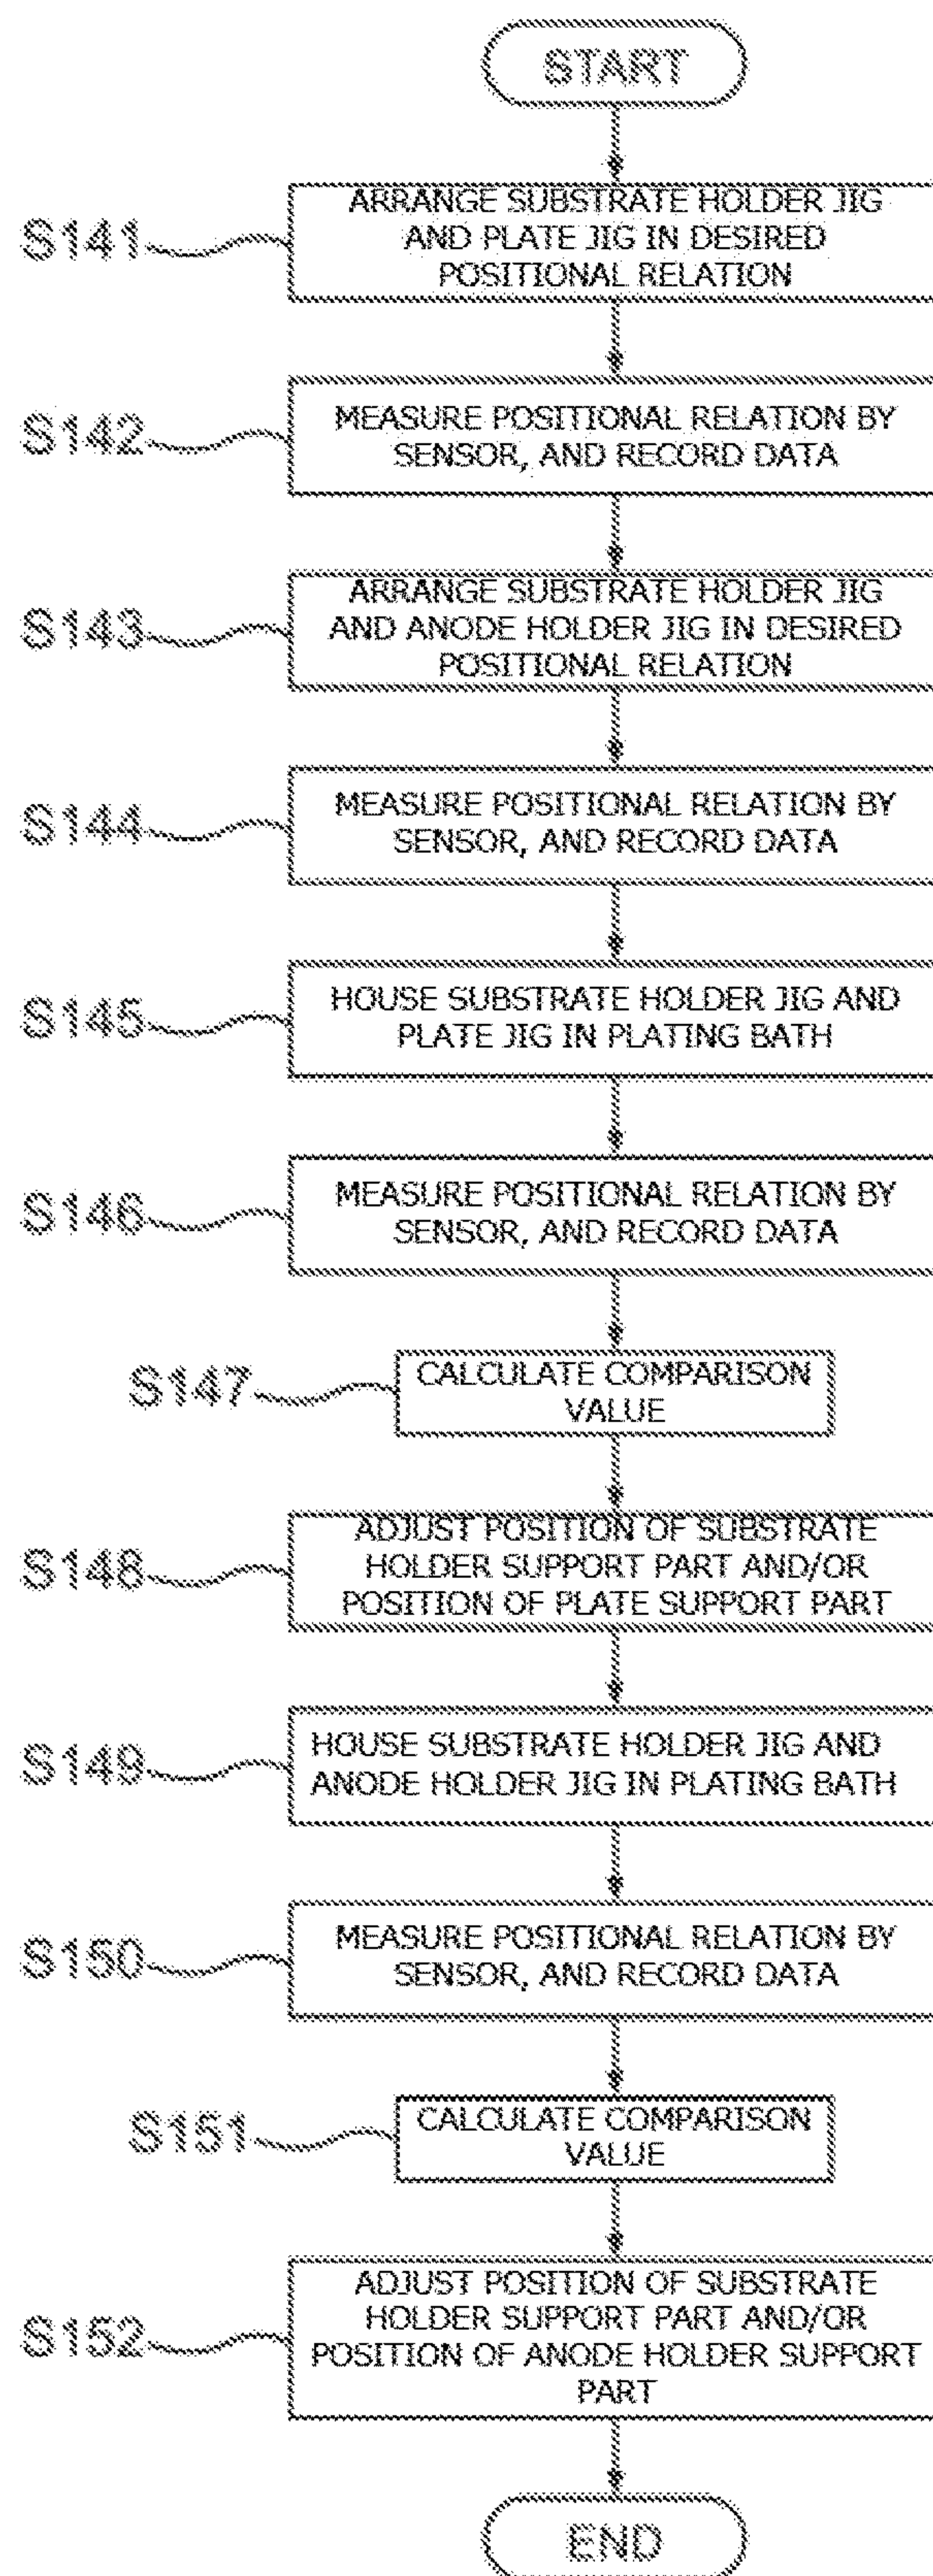 START
S141
ARRANGE SUBSTRATE HOLDER JIG
AND PLATE JIG IN DESIRED
POSITIONAL RELATION
S142
MEASURE POSITIONAL RELATION BY
SENSOR, AND RECORD DATA
S143
ARRANGE SUBSTRATE HOLDER JIG
AND ANODE HOLDER JIG IN DESIRED
POSITIONAL RELATION
S144
MEASURE POSITIONAL RELATION BY
SENSOR, AND RECORD DATA
S145
HOUSE SUBSTRATE HOLDER JIG AND
PLATE JIG IN PLATING BATH
S146
MEASURE POSITIONAL RELATION BY
SENSOR, AND RECORD DATA
S147
CALCULATE COMPARISON
VALUE
S148
ADJUST POSITION OF SUBSTRATE
HOLDER SUPPORT PART AND/OR
POSITION OF PLATE SUPPORT PART
S149
HOUSE SUBSTRATE HOLDER JIG AND
ANODE HOLDER JIG IN PLATING BATH
S150
MEASURE POSITIONAL RELATION BY
SENSOR, AND RECORD DATA
S151
CALCULATE COMPARISON
VALUE
S152
ADJUST POSITION OF SUBSTRATE
HOLDER SUPPORT PART AND/OR
POSITION OF ANODE HOLDER SUPPORT
PART
END